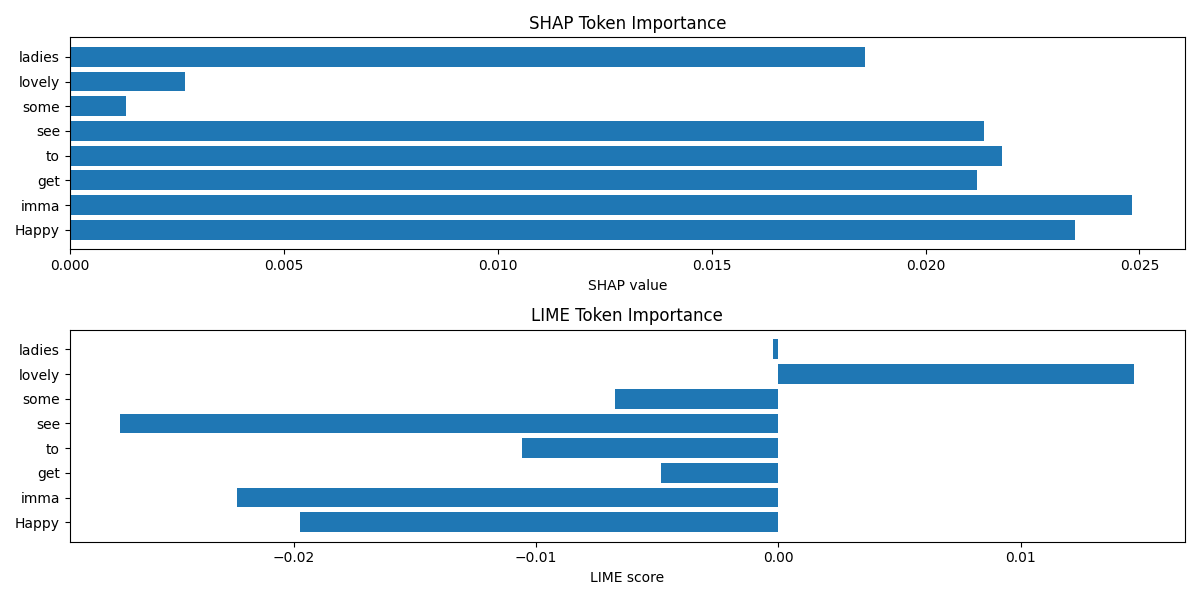 SHAP Token Importance
ladies
lovely
some
see
to
get
imma
Happy
0.000 0.005 0.010 0.015 0.020 0.025
SHAP value
LIME Token Importance
ladies
lovely
some
see
to
get
imma
Happy
−0.02 −0.01 0.00 0.01
LIME score